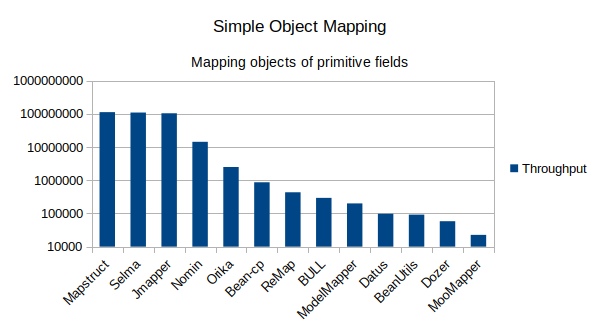 Simple Object Mapping
Mapping objects of primitive fields
1000000000
100000000
10000000
1000000
100000
10000
Throughput
Mapstruct
Selma
Jmapper
Nomin
Orika
Bean-cp
ReMap
BULL
ModelMapper
Datus
BeanUtils
Dozer
MooMapper